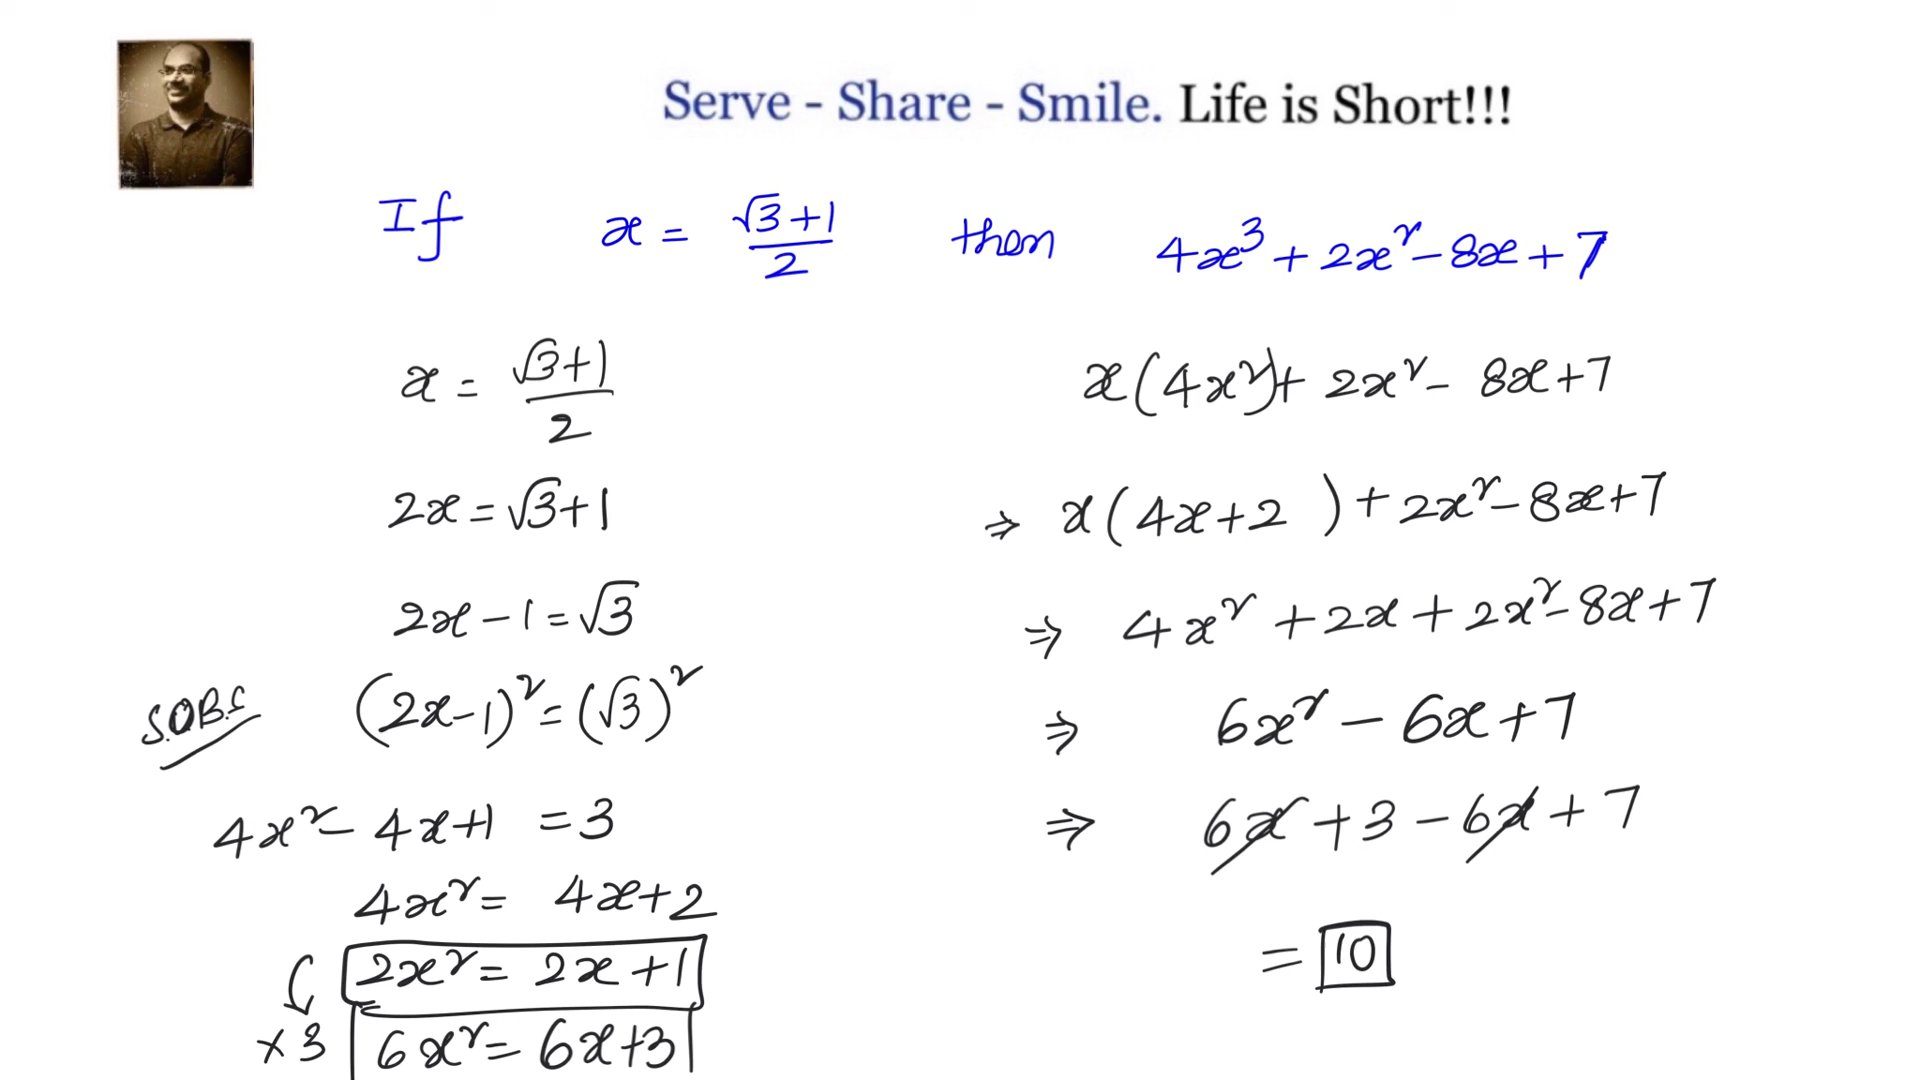 Serve - Share - Smile. Life is Short!!!
If x = (√3+1)/2 then 4x³ + 2x² - 8x + 7
x = (√3+1)/2
2x = √3+1
2x - 1 = √3
S.O.B.S (2x-1)² = (√3)²
4x² - 4x+1 = 3
4x² = 4x+2
2x² = 2x+1
×3 6x² = 6x+3
x(4x²)+ 2x² - 8x+7
⇒ x(4x+2 ) + 2x² - 8x+7
⇒ 4x² + 2x + 2x² - 8x+7
⇒ 6x² - 6x+7
⇒ 6x + 3 - 6x + 7
= 10